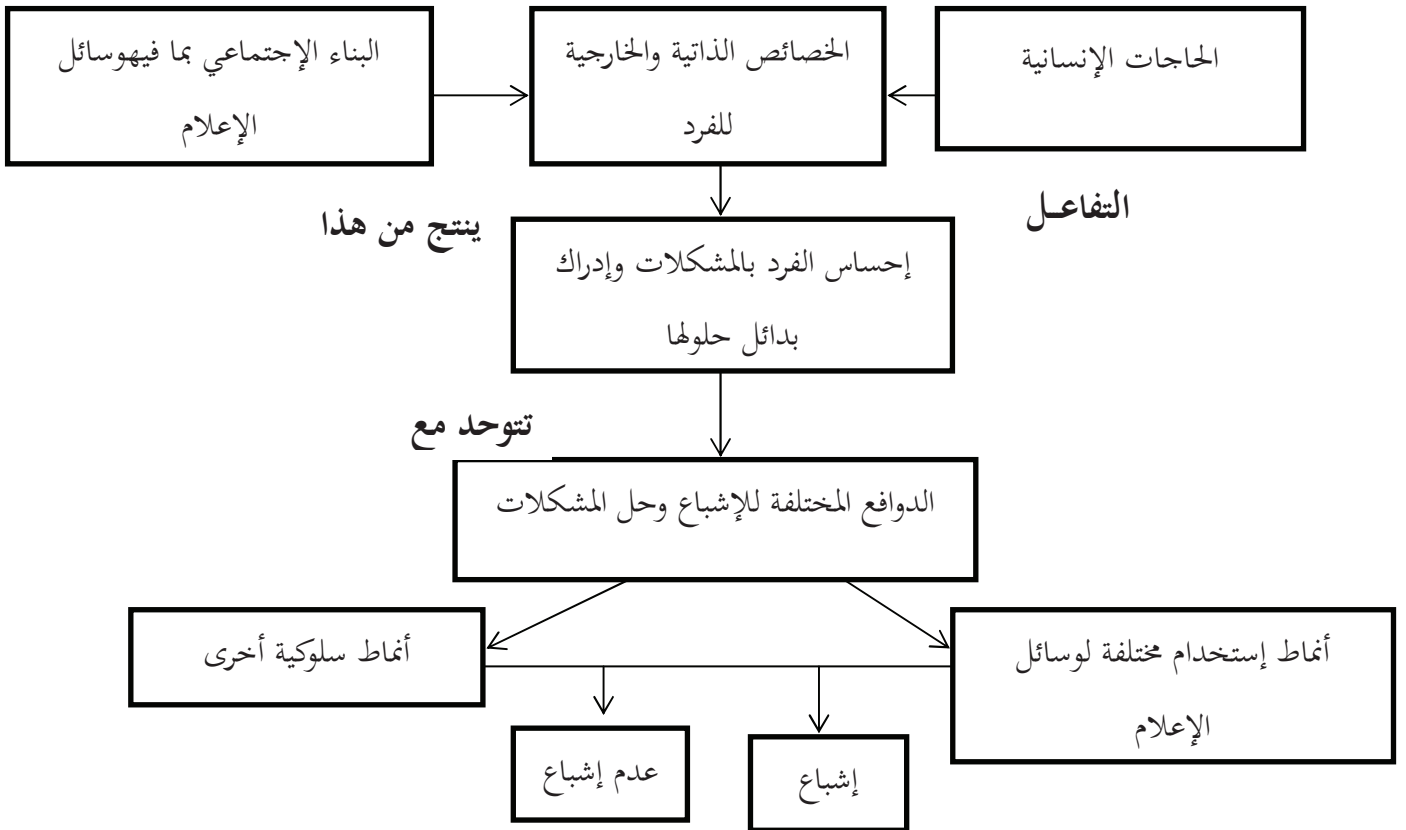 الحاجات الإنسانية
الخصائص الذاتية والخارجية
للفرد
البناء الإجتماعي بما فيهوسائل
الإعلام
التفاعــل
ينتج من هذا
إحساس الفرد بالمشكلات وإدراك
بدائل حلولها
تتوحد مع
الدوافع المختلفة للإشباع وحل المشكلات
أنماط إستخدام مختلفة لوسائل
الإعلام
أنماط سلوكية أخرى
إشباع
عدم إشباع